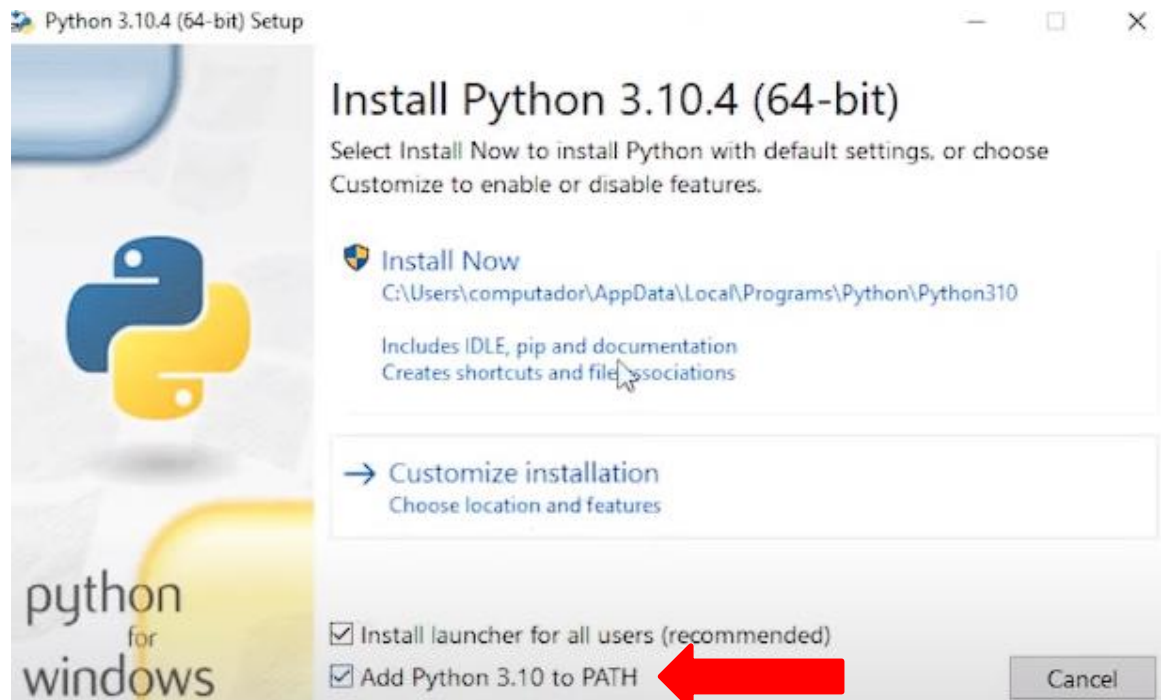 Python 3.10.4 (64-bit) Setup
Install Python 3.10.4 (64-bit)
Select Install Now to install Python with default settings, or choose
Customize to enable or disable features.
Install Now
C:\Users\computador\AppData\Local\Programs\Python\Python310
Includes IDLE, pip and documentation
Creates shortcuts and file associations
Customize installation
Choose location and features
python
for
windows
Install launcher for all users (recommended)
Add Python 3.10 to PATH
Cancel